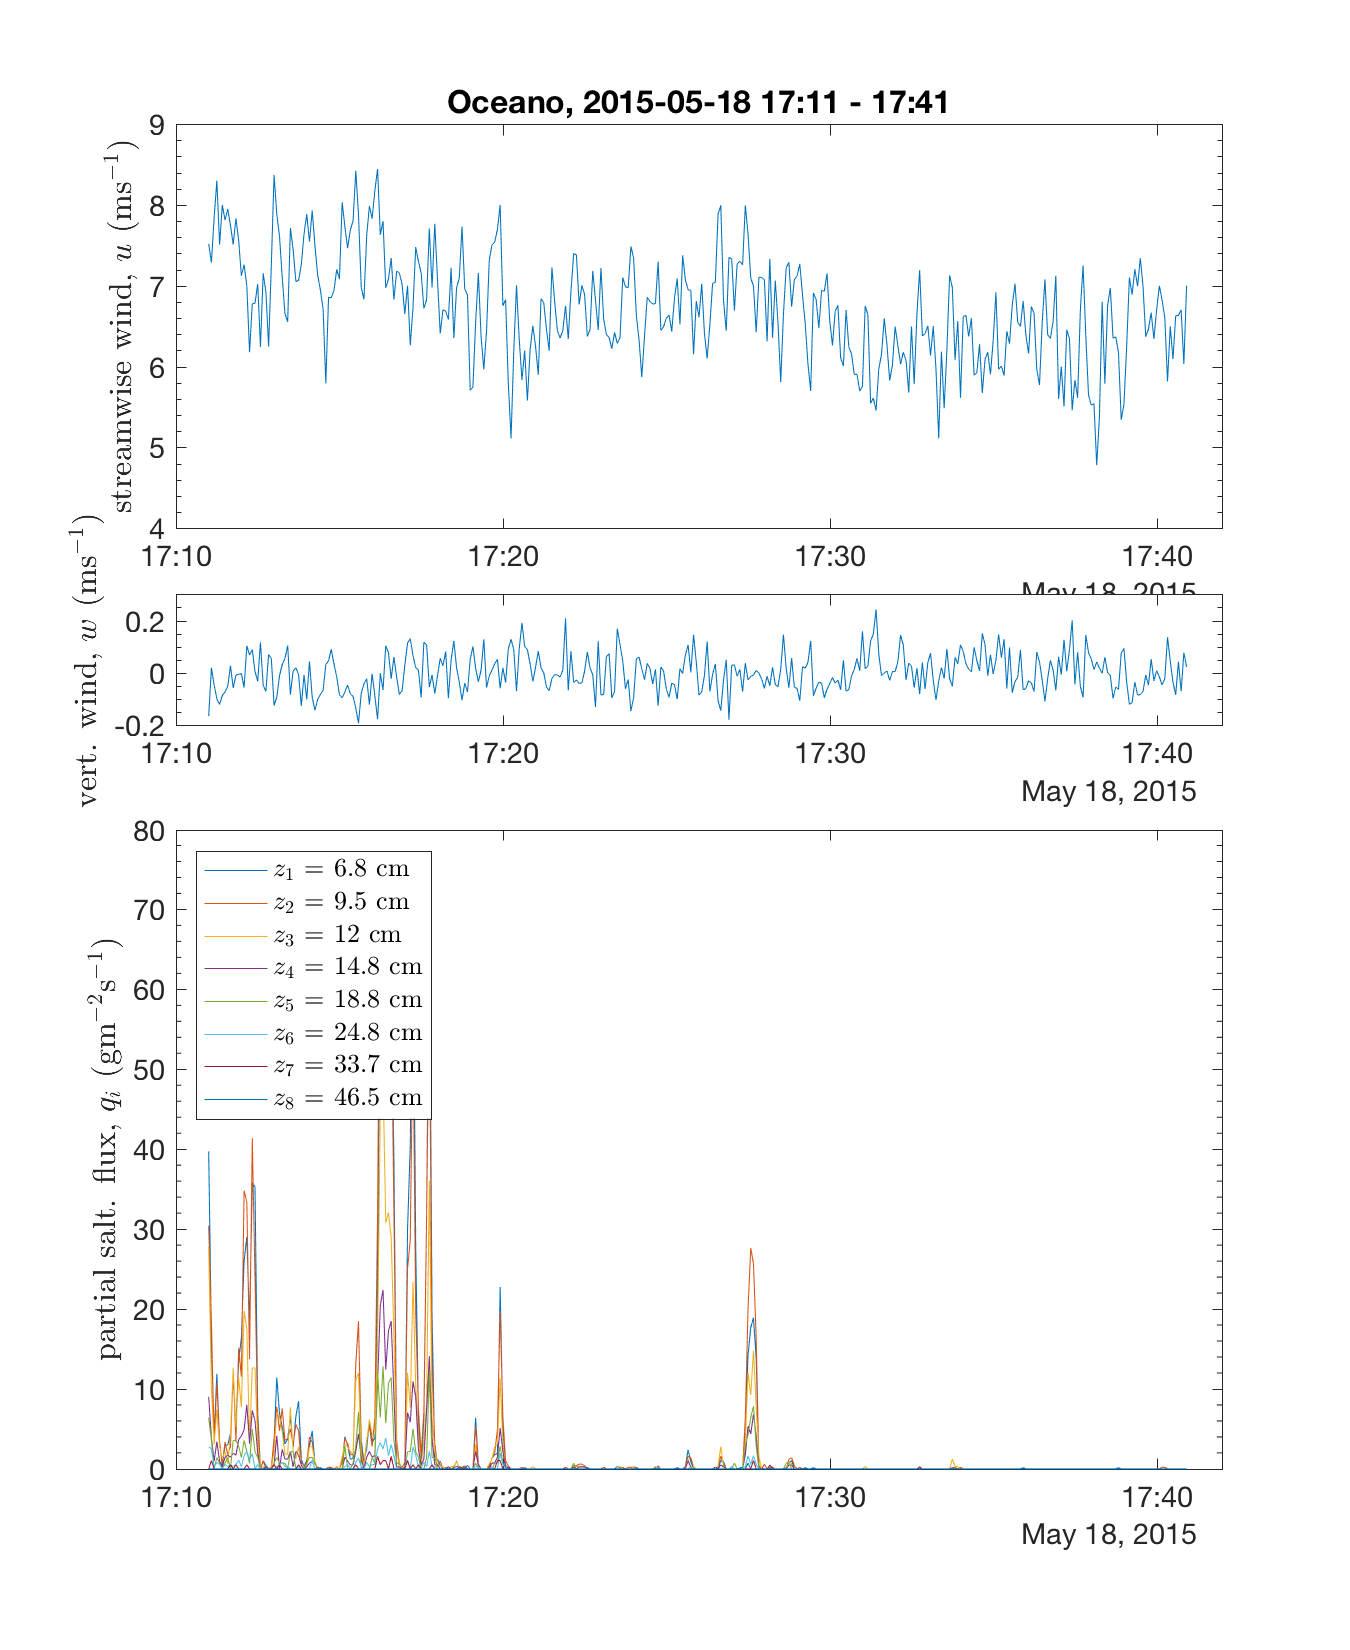 Oceano, 2015-05-18 17:11 - 17:41
streamwise wind, u (ms⁻¹)
9
8
7
6
5
4
17:10 17:20 17:30 17:40
May 18, 2015
vert. wind, w (ms⁻¹)
0.2
0
-0.2
17:10 17:20 17:30 17:40
May 18, 2015
partial salt. flux, qᵢ (gm⁻²s⁻¹)
80
70
60
50
40
30
20
10
0
z₁ = 6.8 cm
z₂ = 9.5 cm
z₃ = 12 cm
z₄ = 14.8 cm
z₅ = 18.8 cm
z₆ = 24.8 cm
z₇ = 33.7 cm
z₈ = 46.5 cm
17:10 17:20 17:30 17:40
May 18, 2015